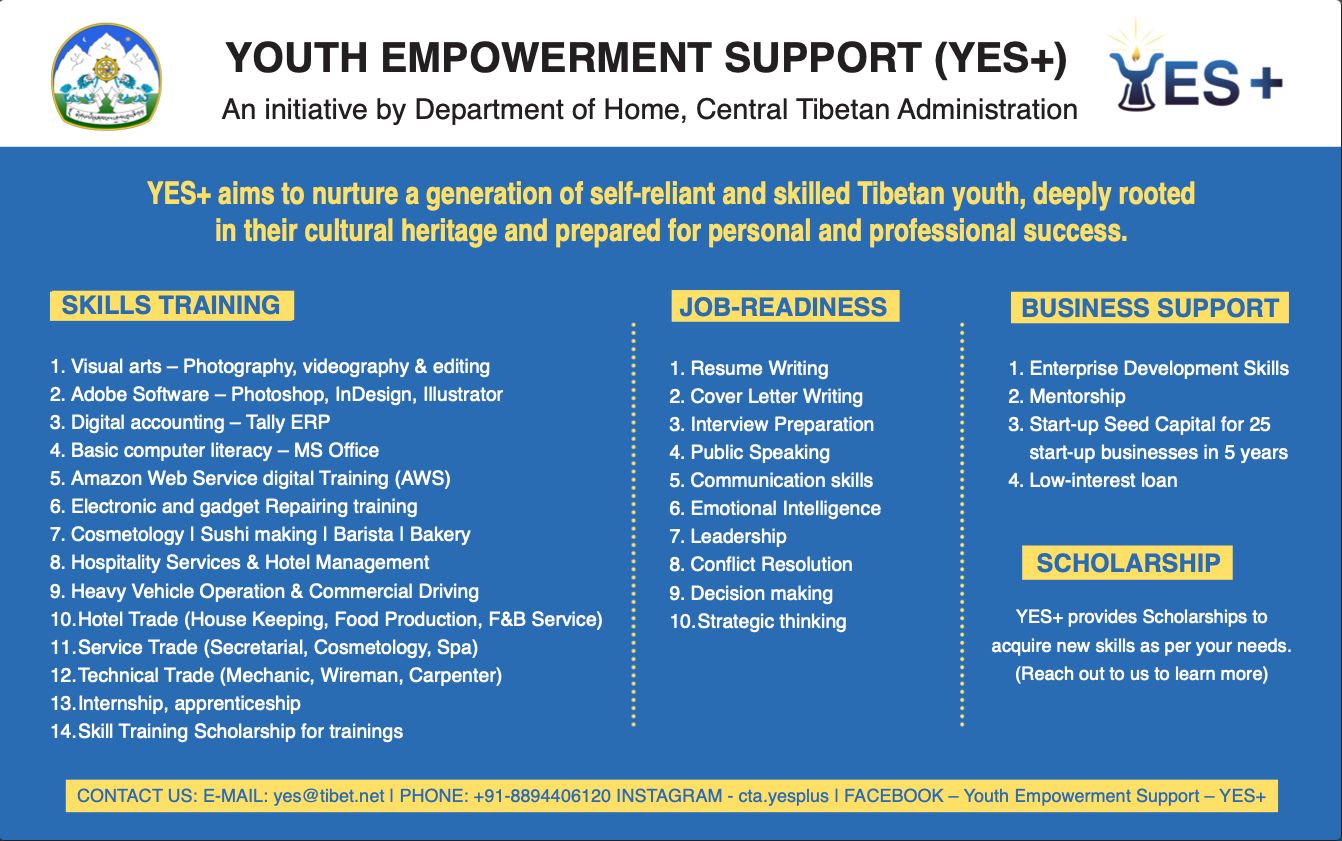 YOUTH EMPOWERMENT SUPPORT (YES+)
An initiative by Department of Home, Central Tibetan Administration
YES +
YES+ aims to nurture a generation of self-reliant and skilled Tibetan youth, deeply rooted
in their cultural heritage and prepared for personal and professional success.
SKILLS TRAINING
1. Visual arts – Photography, videography & editing
2. Adobe Software – Photoshop, InDesign, Illustrator
3. Digital accounting – Tally ERP
4. Basic computer literacy – MS Office
5. Amazon Web Service digital Training (AWS)
6. Electronic and gadget Repairing training
7. Cosmetology | Sushi making | Barista | Bakery
8. Hospitality Services & Hotel Management
9. Heavy Vehicle Operation & Commercial Driving
10. Hotel Trade (House Keeping, Food Production, F&B Service)
11. Service Trade (Secretarial, Cosmetology, Spa)
12. Technical Trade (Mechanic, Wireman, Carpenter)
13. Internship, apprenticeship
14. Skill Training Scholarship for trainings
JOB-READINESS
1. Resume Writing
2. Cover Letter Writing
3. Interview Preparation
4. Public Speaking
5. Communication skills
6. Emotional Intelligence
7. Leadership
8. Conflict Resolution
9. Decision making
10. Strategic thinking
BUSINESS SUPPORT
1. Enterprise Development Skills
2. Mentorship
3. Start-up Seed Capital for 25
start-up businesses in 5 years
4. Low-interest loan
SCHOLARSHIP
YES+ provides Scholarships to
acquire new skills as per your needs.
(Reach out to us to learn more)
CONTACT US: E-MAIL: yes@tibet.net | PHONE: +91-8894406120 INSTAGRAM - cta.yesplus | FACEBOOK – Youth Empowerment Support – YES+